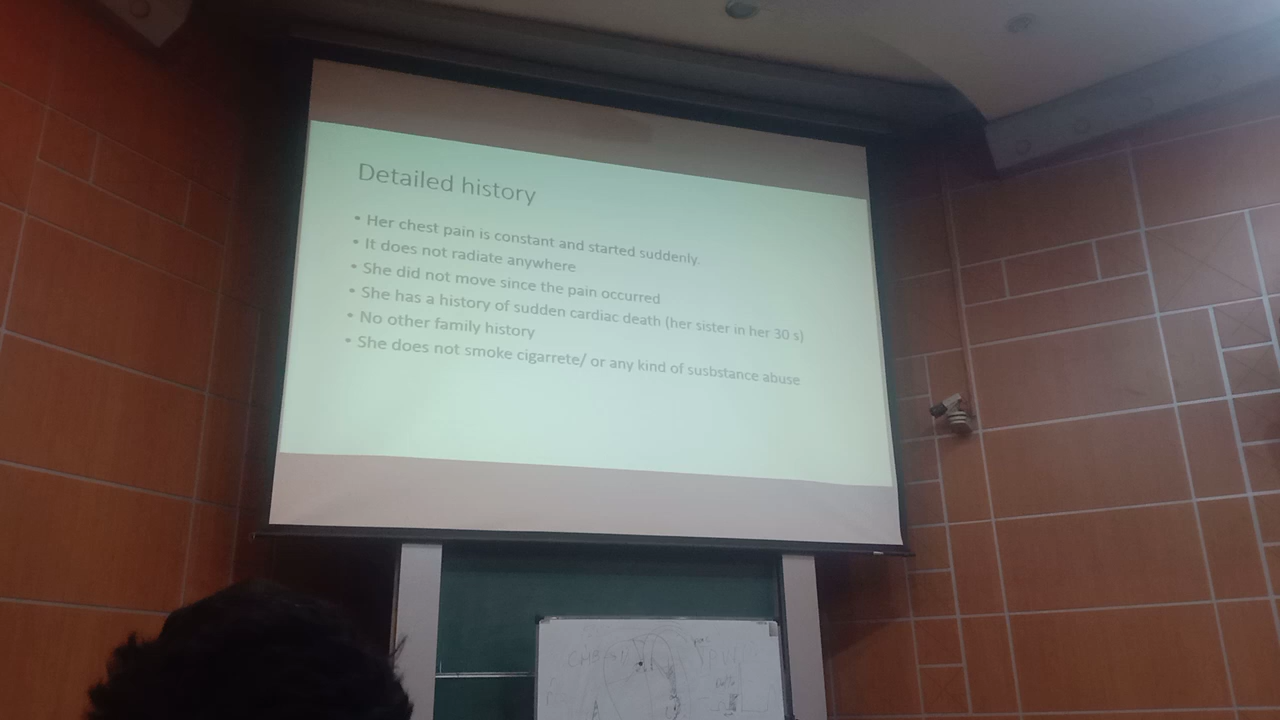 Detailed history
• Her chest pain is constant and started suddenly.
• It does not radiate anywhere
• She did not move since the pain occurred
• She has a history of sudden cardiac death (her sister in her 30 s)
• No other family history
• She does not smoke cigarrete/ or any kind of susbstance abuse